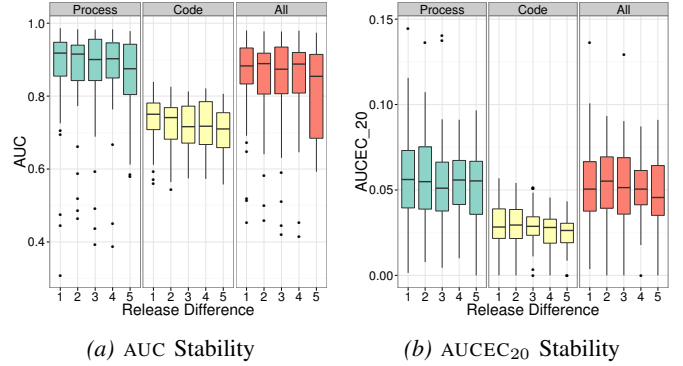 Process Code All
1.0
0.8
0.6
0.4
AUC
1 2 3 4 5 1 2 3 4 5 1 2 3 4 5
Release Difference
(a) AUC Stability
Process Code All
0.15
0.10
0.05
0.00
AUCEC_20
1 2 3 4 5 1 2 3 4 5 1 2 3 4 5
Release Difference
(b) AUCEC20 Stability